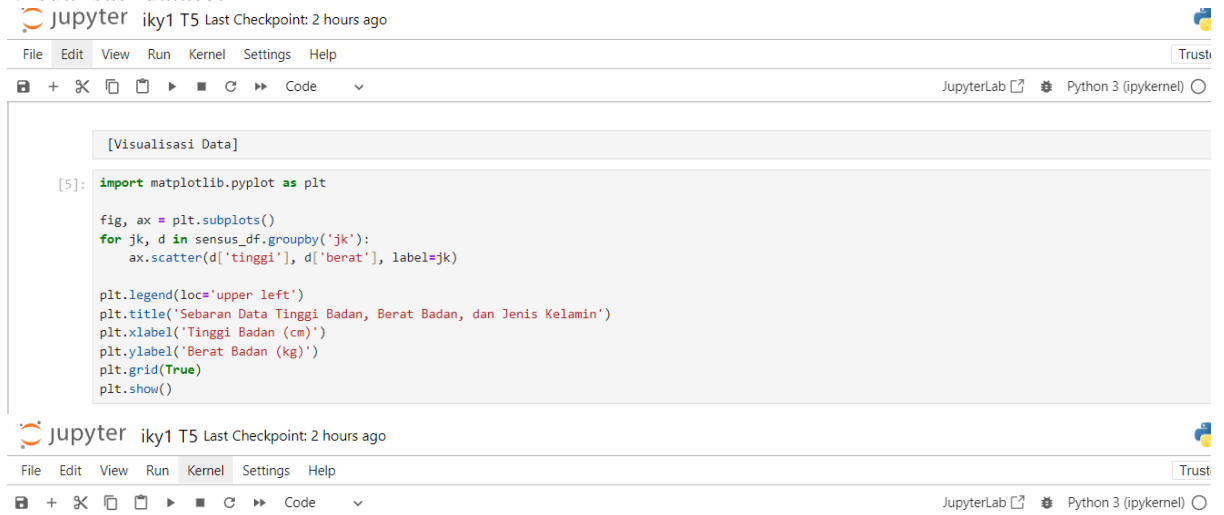 jupyter iky1 T5 Last Checkpoint: 2 hours ago
File Edit View Run Kernel Settings Help
Code JupyterLab Python 3 (ipykernel)
[Visualisasi Data]
[5]: import matplotlib.pyplot as plt
fig, ax = plt.subplots()
for jk, d in sensus_df.groupby('jk'):
    ax.scatter(d['tinggi'], d['berat'], label=jk)
plt.legend(loc='upper left')
plt.title('Sebaran Data Tinggi Badan, Berat Badan, dan Jenis Kelamin')
plt.xlabel('Tinggi Badan (cm)')
plt.ylabel('Berat Badan (kg)')
plt.grid(True)
plt.show()
jupyter iky1 T5 Last Checkpoint: 2 hours ago
File Edit View Run Kernel Settings Help
Code JupyterLab Python 3 (ipykernel)